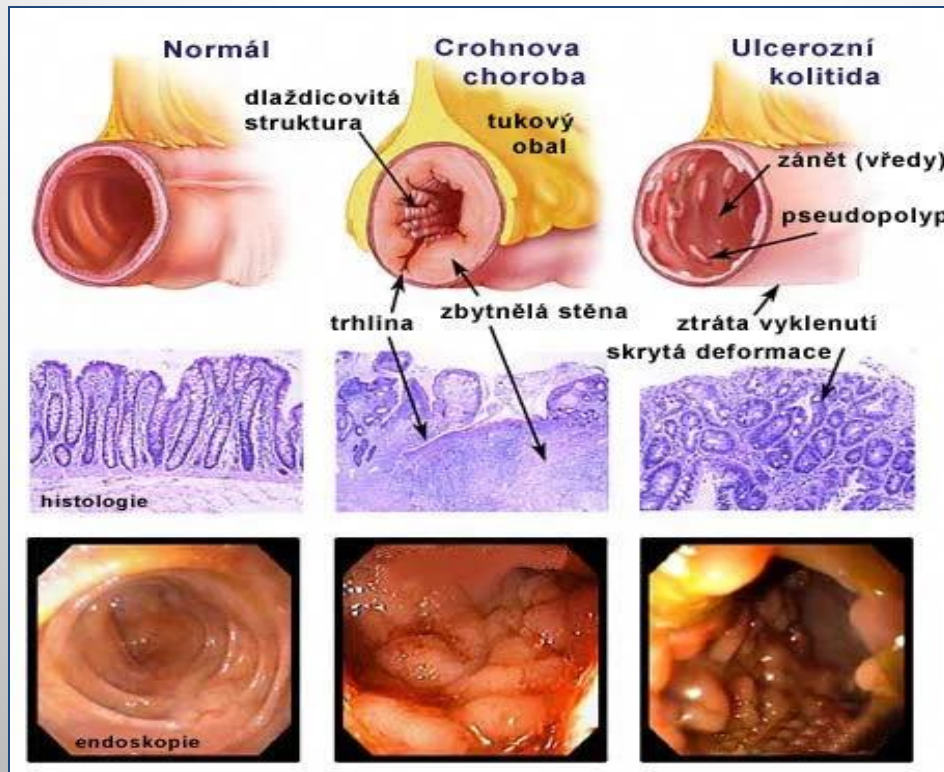 Normál
Crohnova
choroba
Ulcerozní
kolitida
dlaždicovitá
struktura
tukový
obal
zánět (vředy)
pseudopolyp
trhlina
zbytnělá stěna
ztráta vyklenutí
skrytá deformace
histologie
endoskopie